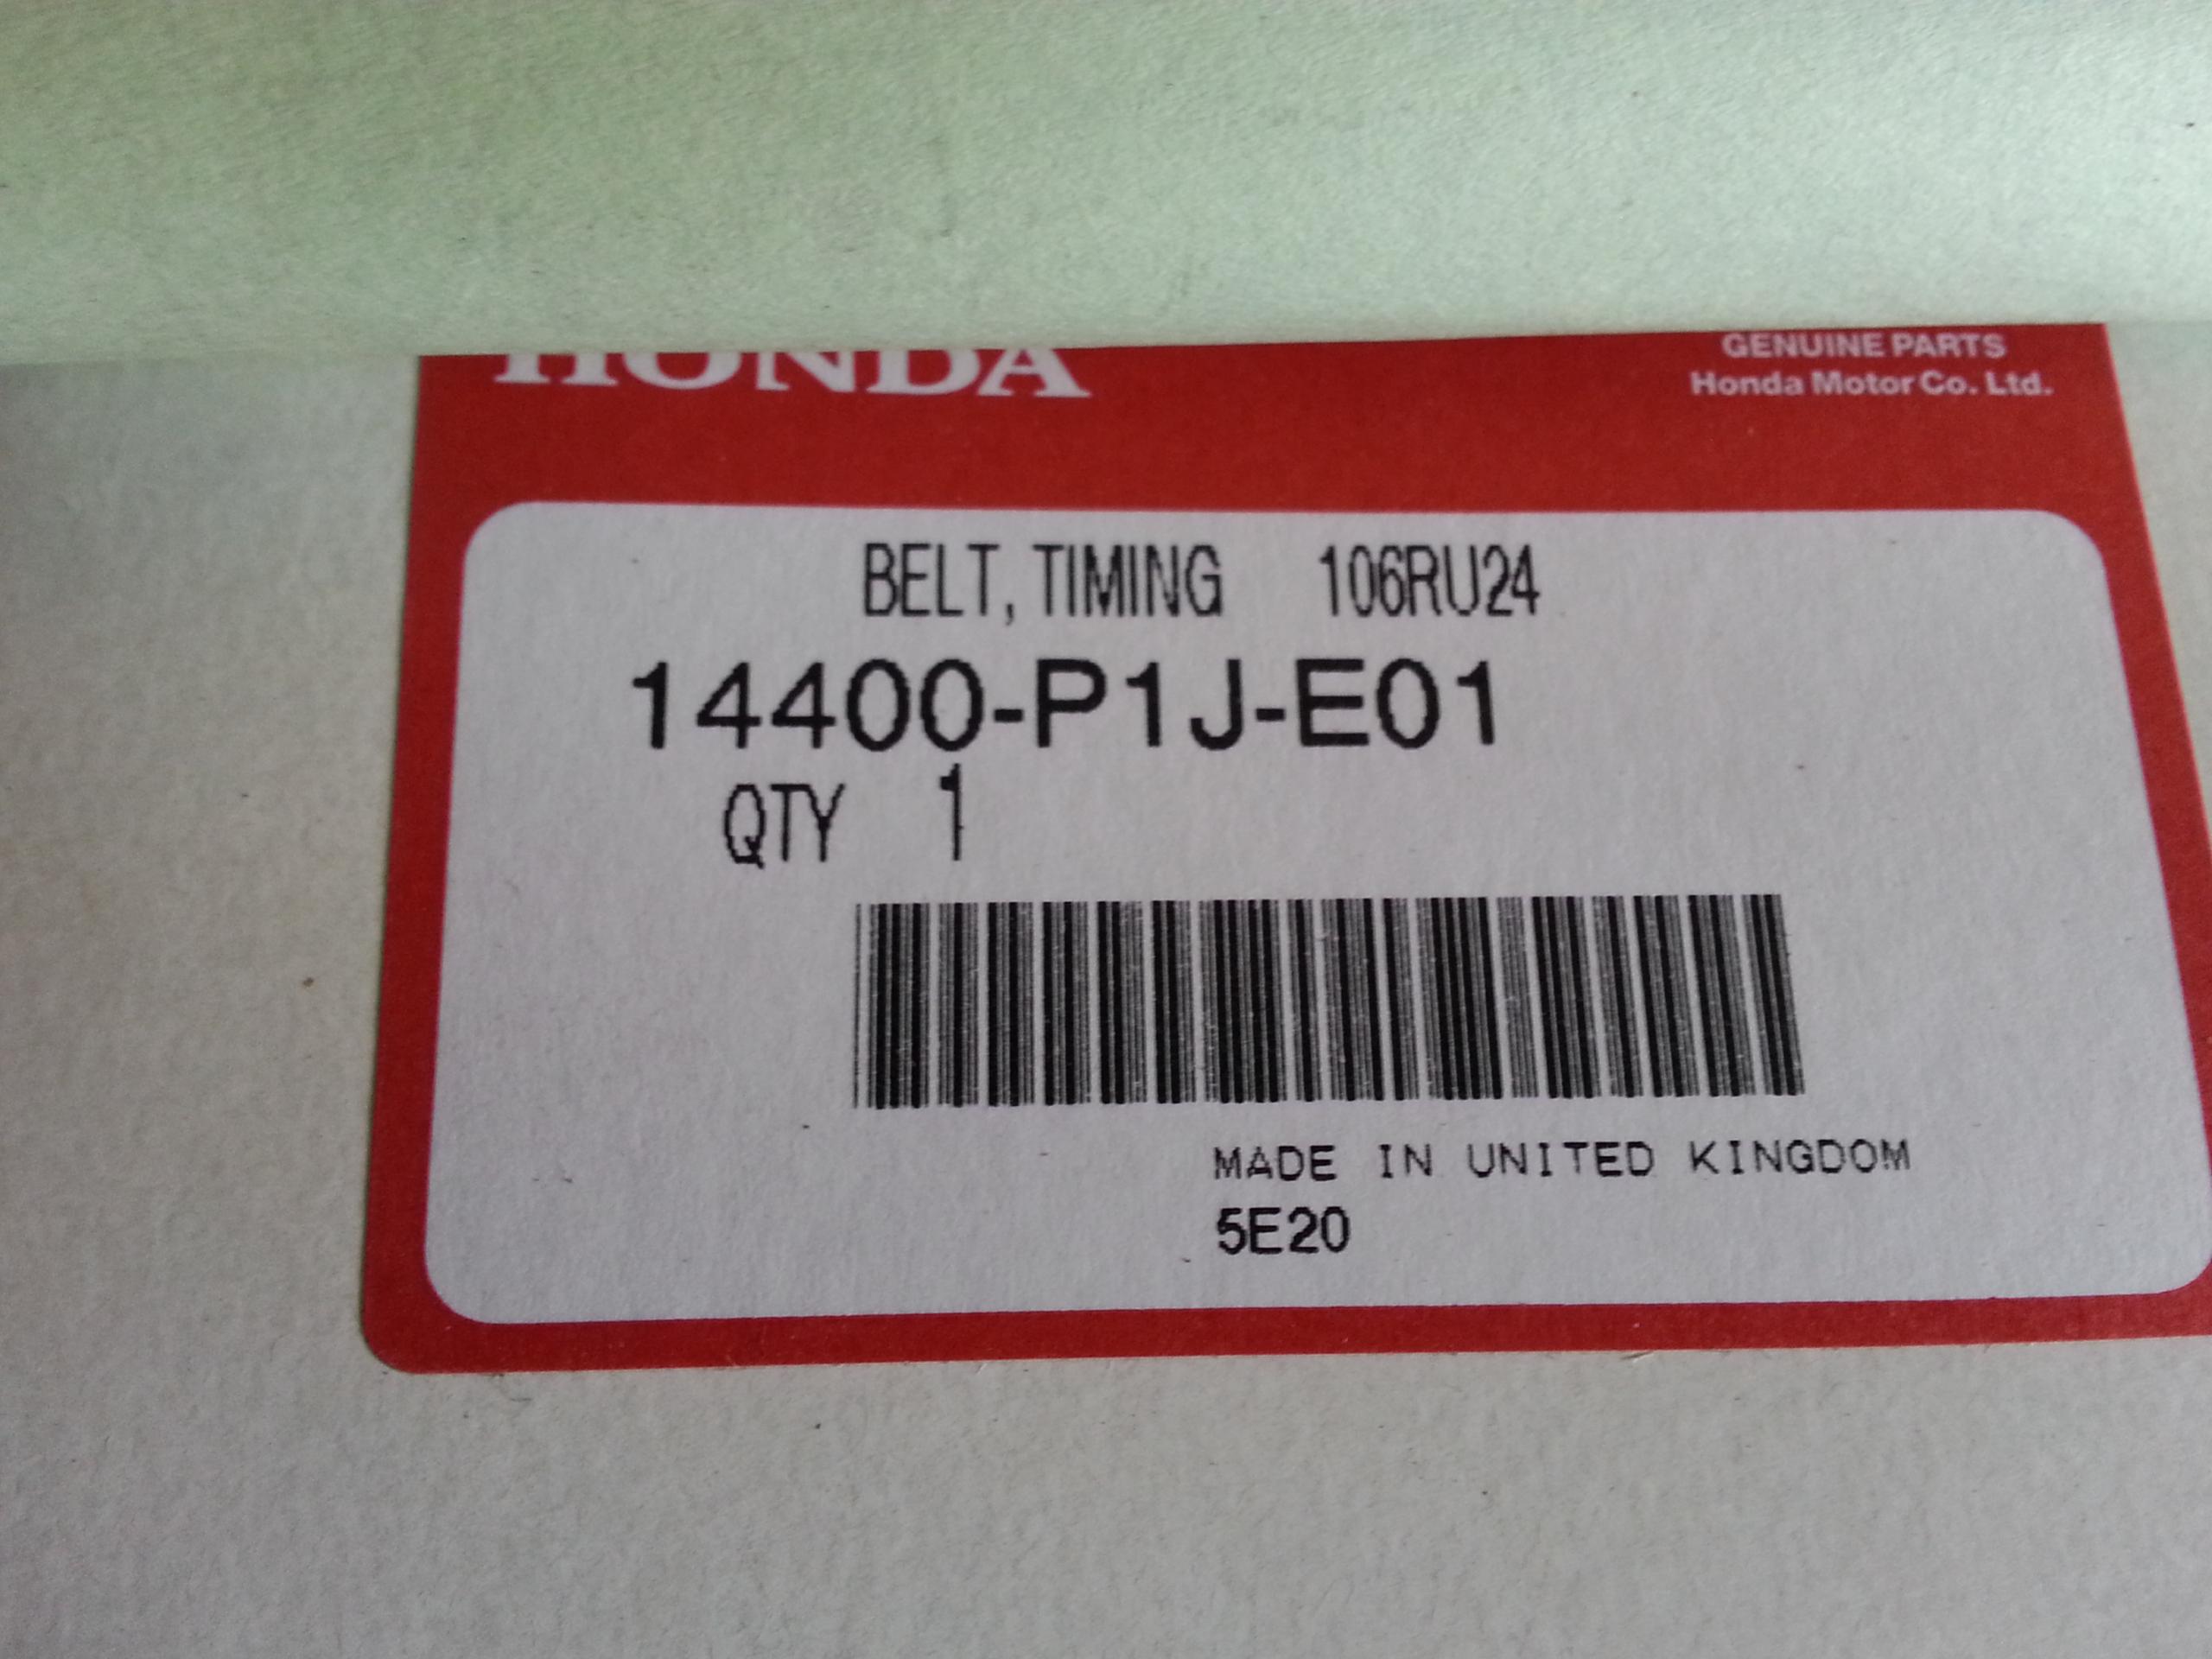 HONDA
GENUINE PARTS
Honda Motor Co. Ltd.
BELT, TIMING 106RU24
14400-P1J-E01
QTY 1
MADE IN UNITED KINGDOM
5E20